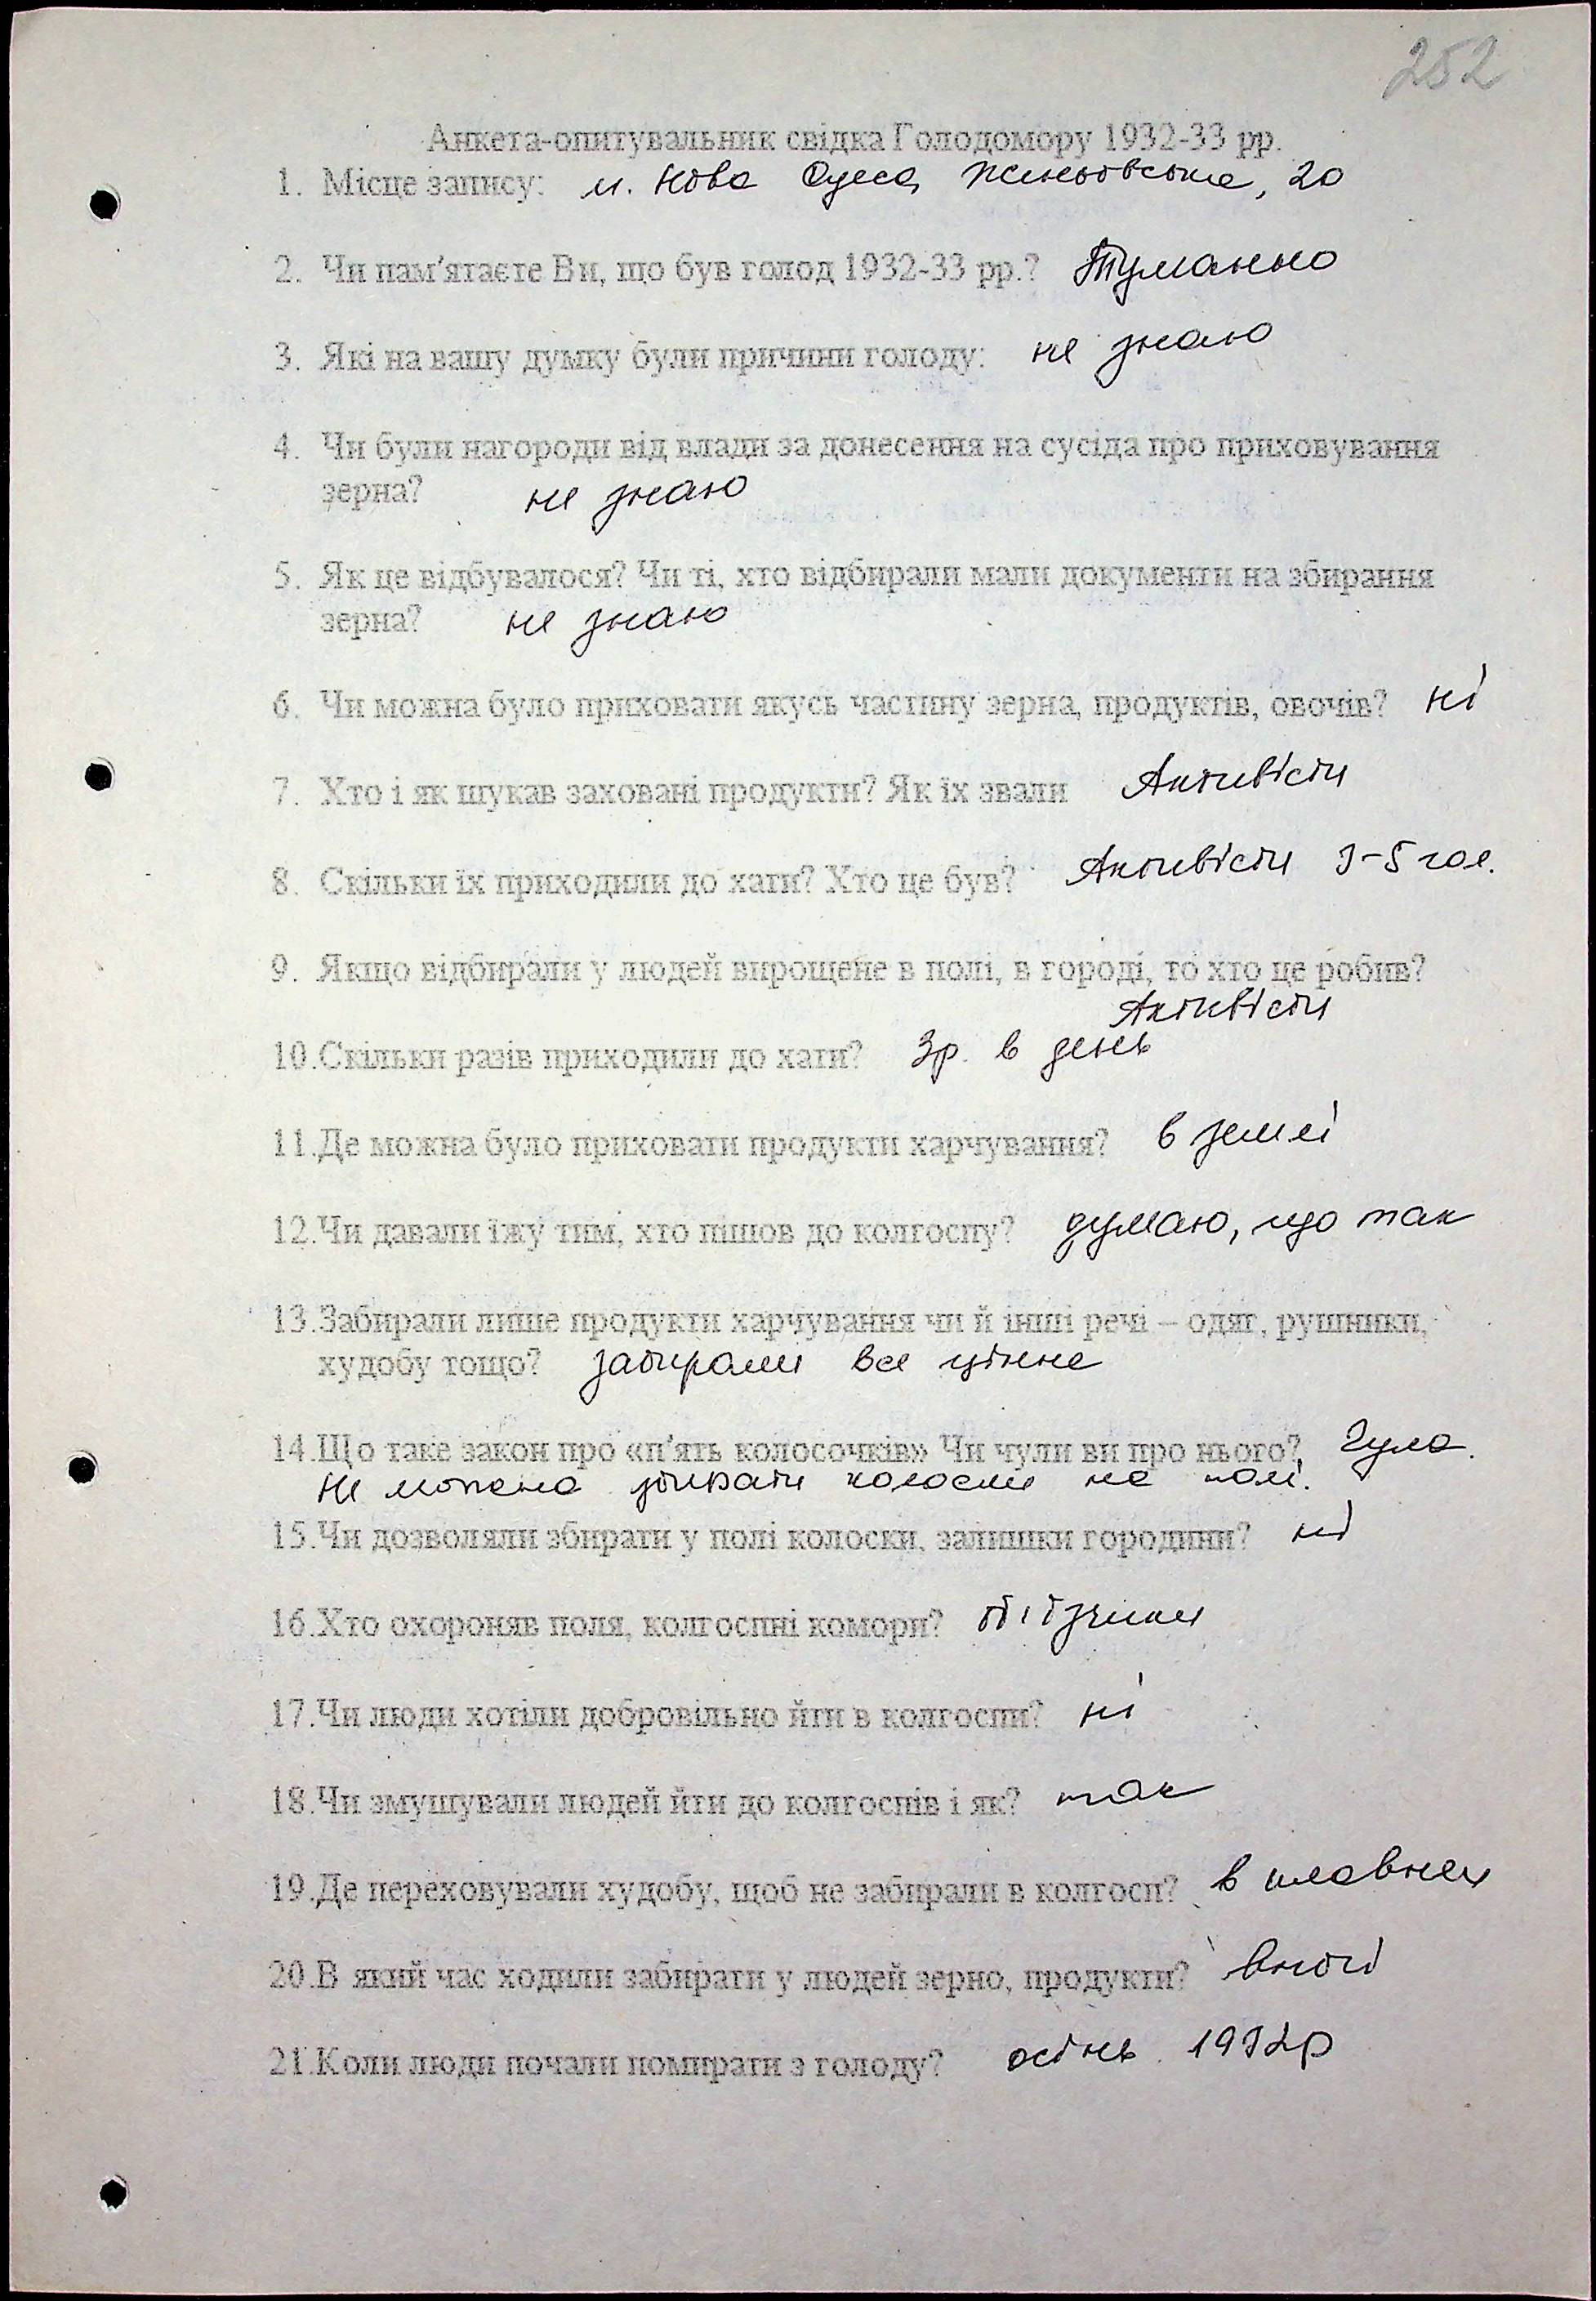 252
Анкета-опитувальник свідка Голодомору 1932-33 рр.
1. Місце запису: м. Нова Одеса, 20
2. Чи пам'ятаєте Ви, що був голод 1932-33 рр.? Туманно
3. Які на вашу думку були причини голоду: не знаю
4. Чи були нагороди від влади за донесення на сусіда про приховування
зерна? не знаю
5. Як це відбувалося? Чи ті, хто відбирали мали документи на збирання
зерна? не знаю
6. Чи можна було приховати якусь частину зерна, продуктів, овочів? ні
7. Хто і як шукав заховані продукти? Як їх звали Активісти
8. Скільки їх приходили до хати? Хто це був? Активісти 3-5 чол.
9. Якщо відбирали у людей вирощене в полі, в городі, то хто це робив?
Активісти
10.Скільки разів приходили до хати? 3р. в день
11.Де можна було приховати продукти харчування? в землі
12.Чи давали їжу тим, хто пішов до колгоспу? думаю, що так
13.Забирали лише продукти харчування чи й інші речі – одяг, рушники,
худобу тощо? забирали все цінне
14.Що таке закон про «п'ять колосочків» Чи чули ви про нього? Чула.
Не можна збирати колоски на полі.
15.Чи дозволяли збирати у полі колоски, залишки городини? ні
16.Хто охороняв поля, колгоспні комори? об'їзчики
17.Чи люди хотіли добровільно йти в колгоспи? ні
18.Чи змушували людей йти до колгоспів і як? так
19.Де переховували худобу, щоб не забирали в колгосп? в плавнях
20.В який час ходили забирати у людей зерно, продукти? вночі
21.Коли люди почали помирати з голоду? осінь 1932р